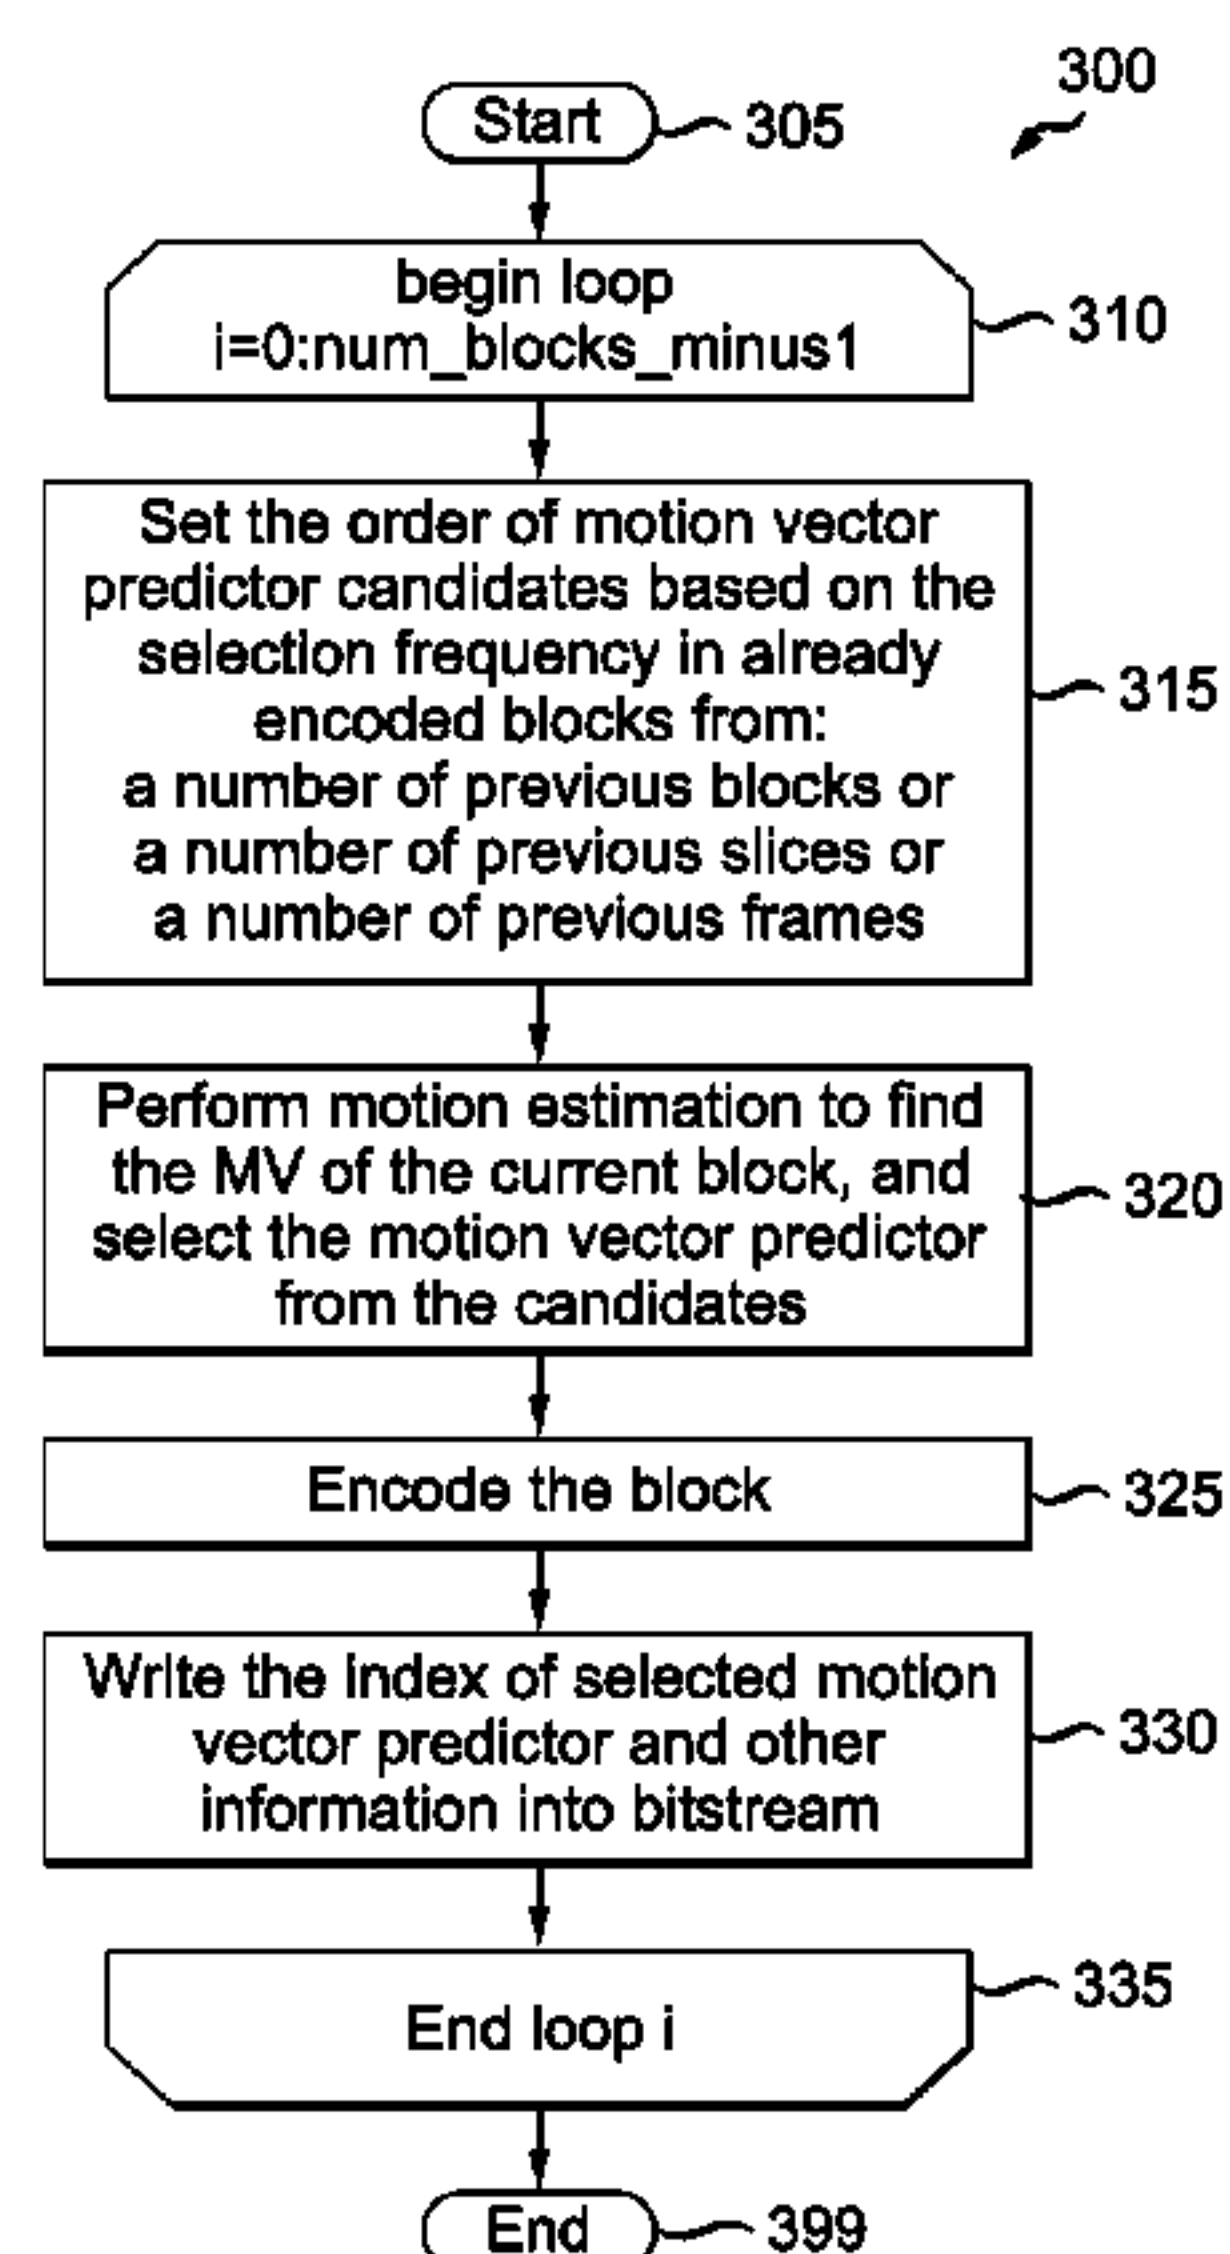 300
Start
305
begin loop
i=0:num_blocks_minus1
310
Set the order of motion vector
predictor candidates based on the
selection frequency in already
encoded blocks from:
a number of previous blocks or
a number of previous slices or
a number of previous frames
315
Perform motion estimation to find
the MV of the current block, and
select the motion vector predictor
from the candidates
320
Encode the block
325
Write the index of selected motion
vector predictor and other
information into bitstream
330
End loop i
335
End
399